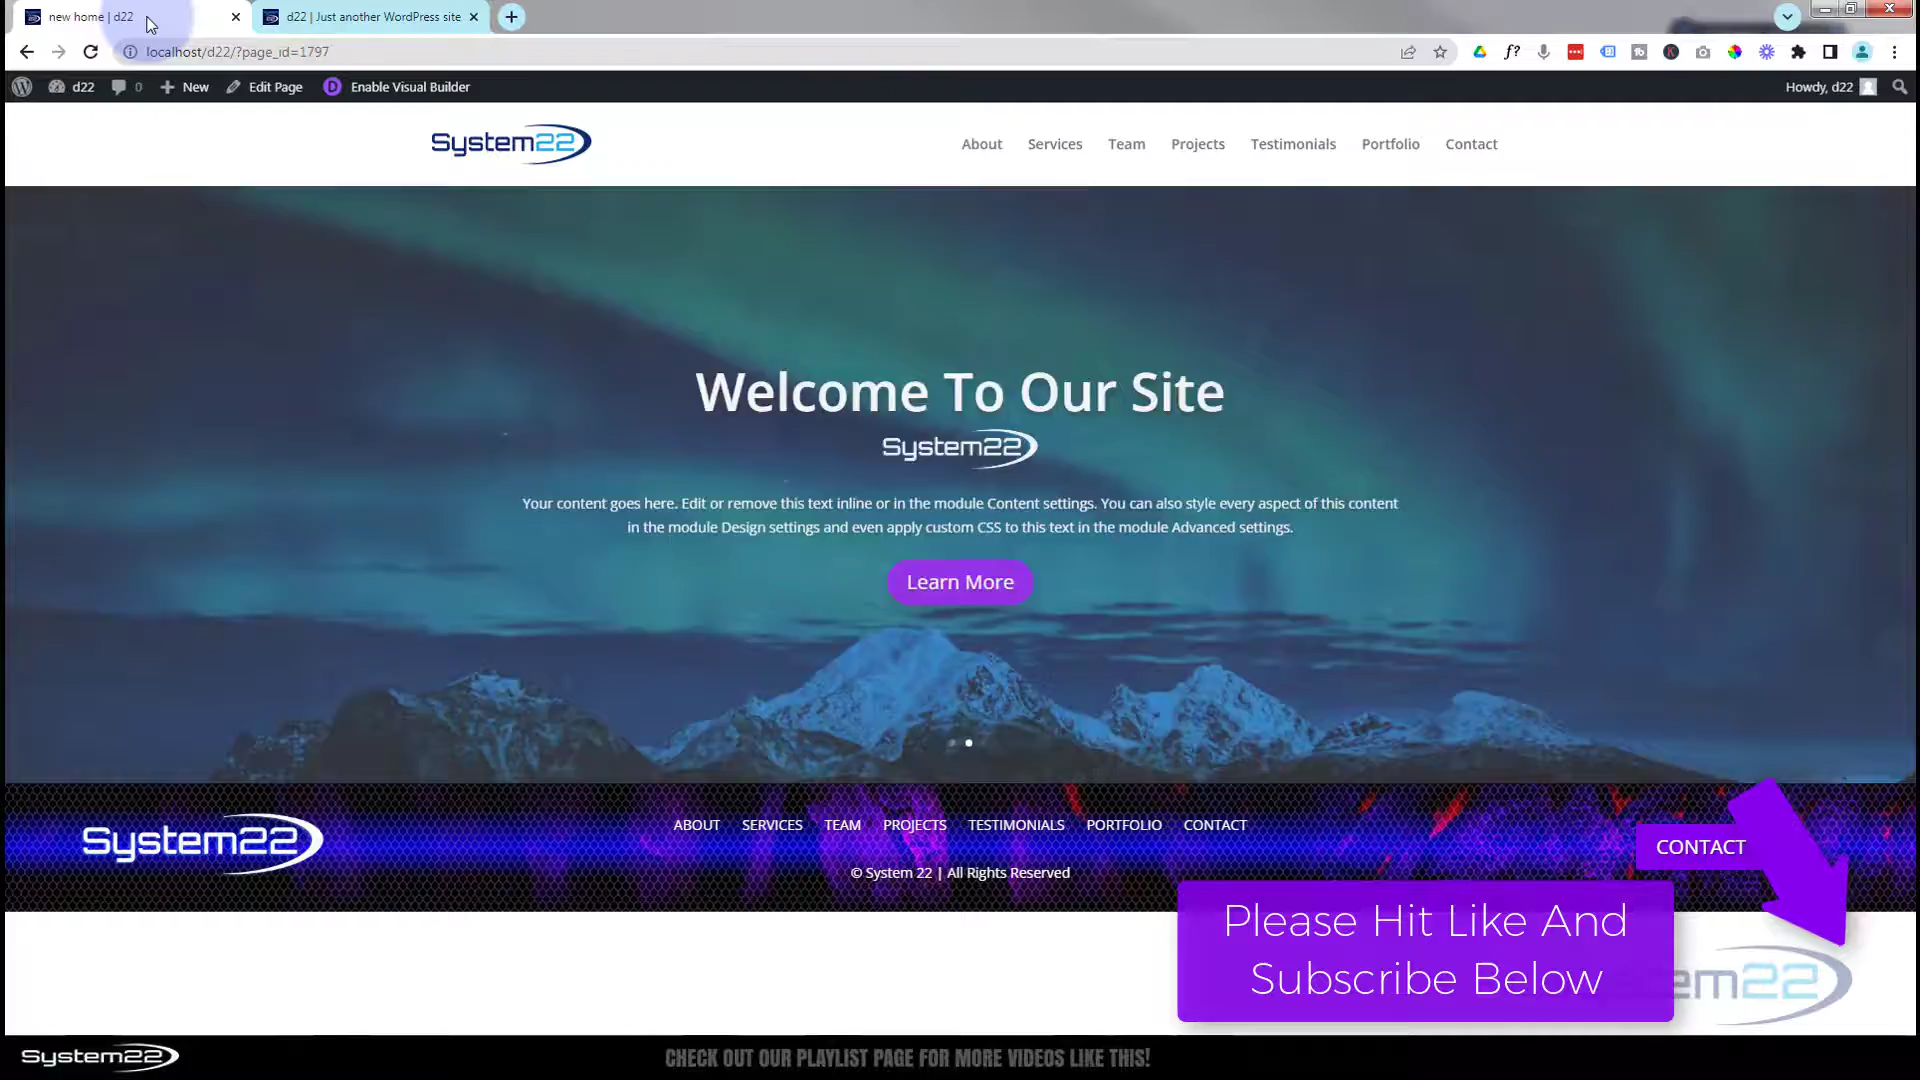 new home | d22
d22 | Just another WordPress site
localhost/d22/?page_id=1797
d22
0
New
Edit Page
Enable Visual Builder
Howdy, d22
System22
About
Services
Team
Projects
Testimonials
Portfolio
Contact
Welcome To Our Site
System22
Your content goes here. Edit or remove this text inline or in the module Content settings. You can also style every aspect of this content
in the module Design settings and even apply custom CSS to this text in the module Advanced settings.
Learn More
System22
ABOUT
SERVICES
TEAM
PROJECTS
TESTIMONIALS
PORTFOLIO
CONTACT
© System 22 | All Rights Reserved
CONTACT
Please Hit Like And
Subscribe Below
em22
System22
CHECK OUT OUR PLAYLIST PAGE FOR MORE VIDEOS LIKE THIS!